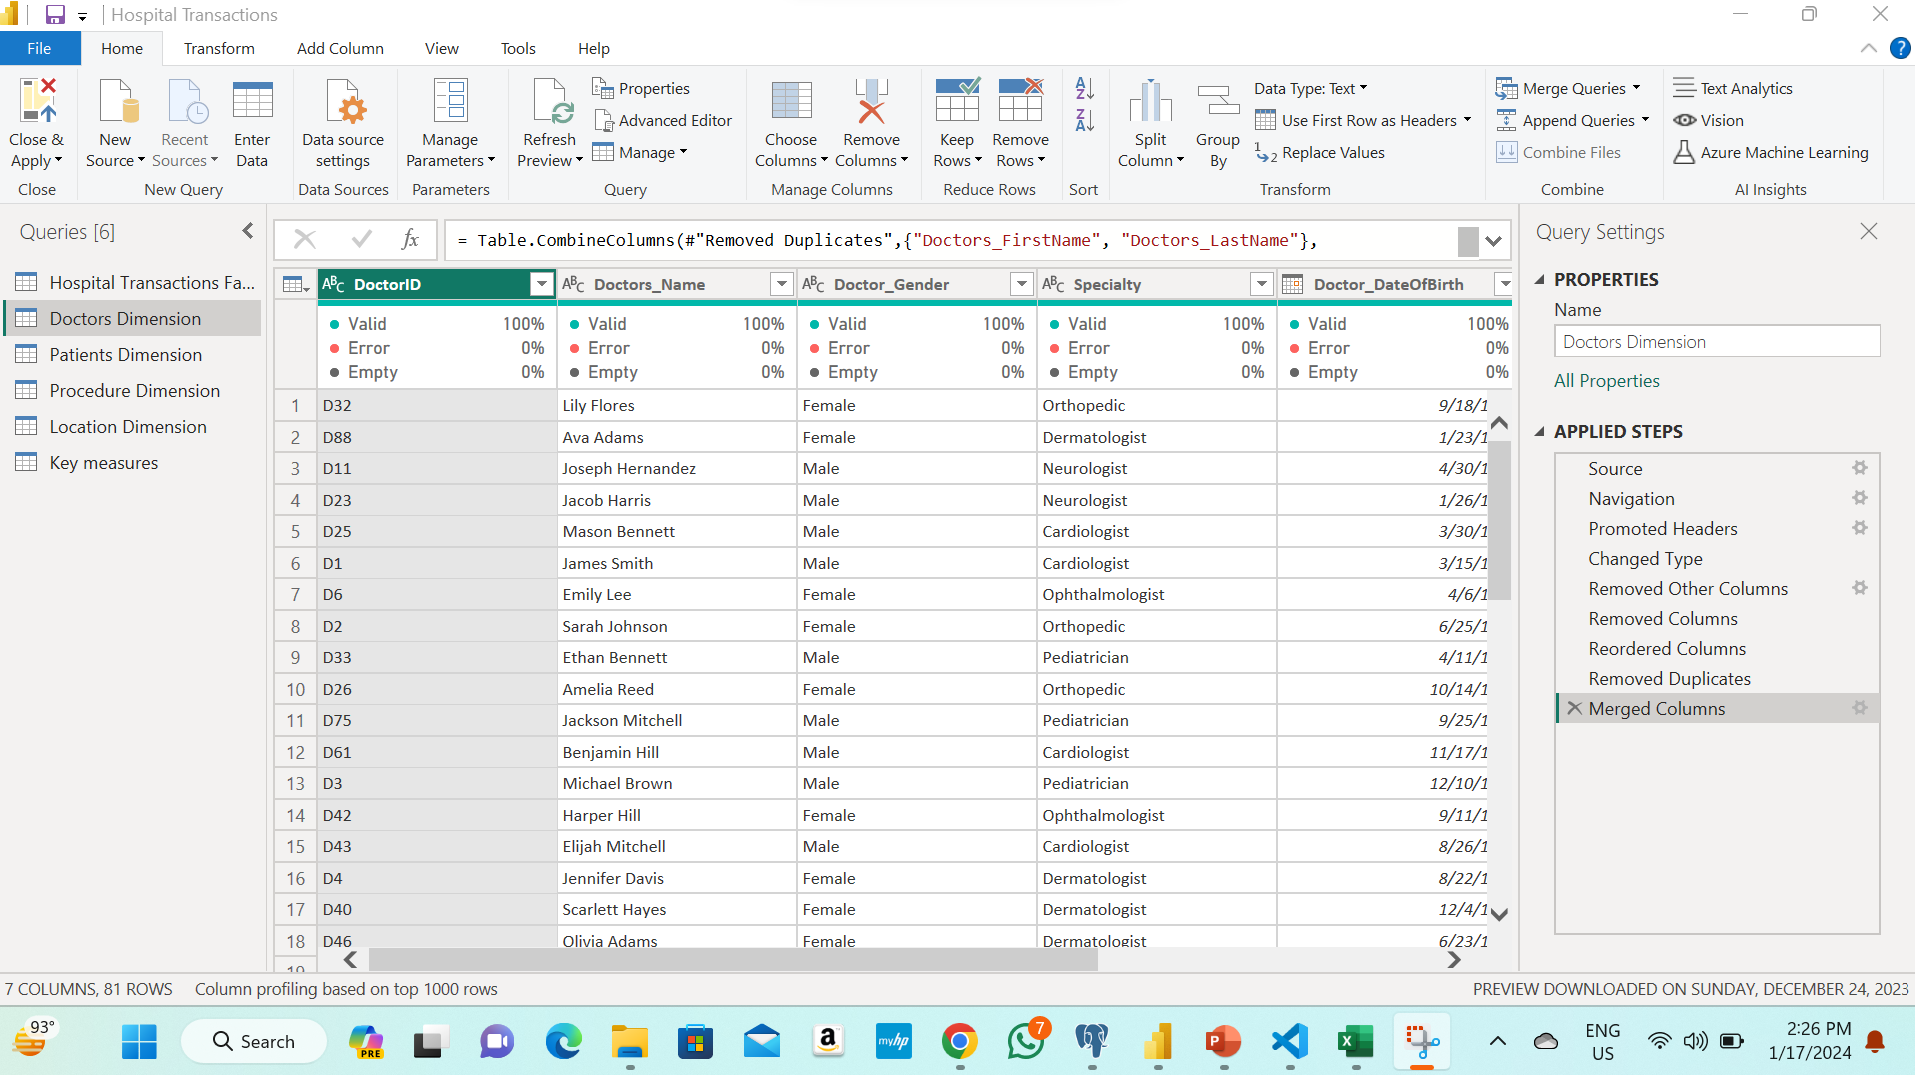 Hospital Transactions
File Home Transform Add Column View Tools Help
Close & Apply
New Source
Recent Sources
Enter Data
Data source settings
Manage Parameters
Refresh Preview
Properties
Advanced Editor
Manage
Choose Columns
Remove Columns
Keep Rows
Remove Rows
A Z
Z A
Split Column
Group By
Data Type: Text
Use First Row as Headers
1 2 Replace Values
Merge Queries
Append Queries
Combine Files
Text Analytics
Vision
Azure Machine Learning
Close New Query Data Sources Parameters Query Manage Columns Reduce Rows Sort Transform Combine AI Insights
Queries [6]
Hospital Transactions Fa...
Doctors Dimension
Patients Dimension
Procedure Dimension
Location Dimension
Key measures
fx = Table.CombineColumns(#"Removed Duplicates",{"Doctors_FirstName", "Doctors_LastName"},
ABC DoctorID ABC Doctors_Name ABC Doctor_Gender ABC Specialty Doctor_DateOfBirth
Valid 100% Valid 100% Valid 100% Valid 100% Valid 100%
Error 0% Error 0% Error 0% Error 0% Error 0%
Empty 0% Empty 0% Empty 0% Empty 0% Empty 0%
1 D32 Lily Flores Female Orthopedic 9/18/1
2 D88 Ava Adams Female Dermatologist 1/23/1
3 D11 Joseph Hernandez Male Neurologist 4/30/1
4 D23 Jacob Harris Male Neurologist 1/26/1
5 D25 Mason Bennett Male Cardiologist 3/30/1
6 D1 James Smith Male Cardiologist 3/15/1
7 D6 Emily Lee Female Ophthalmologist 4/6/1
8 D2 Sarah Johnson Female Orthopedic 6/25/1
9 D33 Ethan Bennett Male Pediatrician 4/11/1
10 D26 Amelia Reed Female Orthopedic 10/14/1
11 D75 Jackson Mitchell Male Pediatrician 9/25/1
12 D61 Benjamin Hill Male Cardiologist 11/17/1
13 D3 Michael Brown Male Pediatrician 12/10/1
14 D42 Harper Hill Female Ophthalmologist 9/11/1
15 D43 Elijah Mitchell Male Cardiologist 8/26/1
16 D4 Jennifer Davis Female Dermatologist 8/22/1
17 D40 Scarlett Hayes Female Dermatologist 12/4/1
18 D46 Olivia Adams Female Dermatologist 6/23/1
19
Query Settings
PROPERTIES
Name
Doctors Dimension
All Properties
APPLIED STEPS
Source
Navigation
Promoted Headers
Changed Type
Removed Other Columns
Removed Columns
Reordered Columns
Removed Duplicates
Merged Columns
7 COLUMNS, 81 ROWS Column profiling based on top 1000 rows PREVIEW DOWNLOADED ON SUNDAY, DECEMBER 24, 2023
93° Search PRE a myhp 7 P X ENG US 2:26 PM 1/17/2024